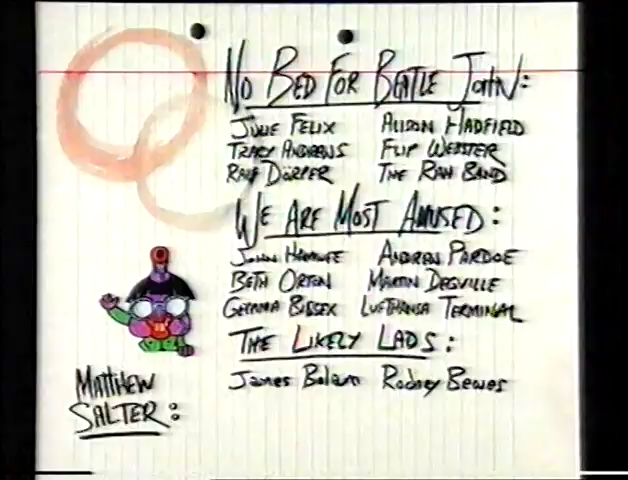 No Bed For Beatle John:
Julie Felix Alison Hadfield
Tracy Andrews Flip Webster
Ralf Dörper The Rah Band
We Are Most Amused:
John Andrew Pardoe
Beth Orton Martin Degville
Gemma Bissex Lufthansa Terminal
The Likely Lads:
James Bolam Rodney Bewes
Matthew
Salter: